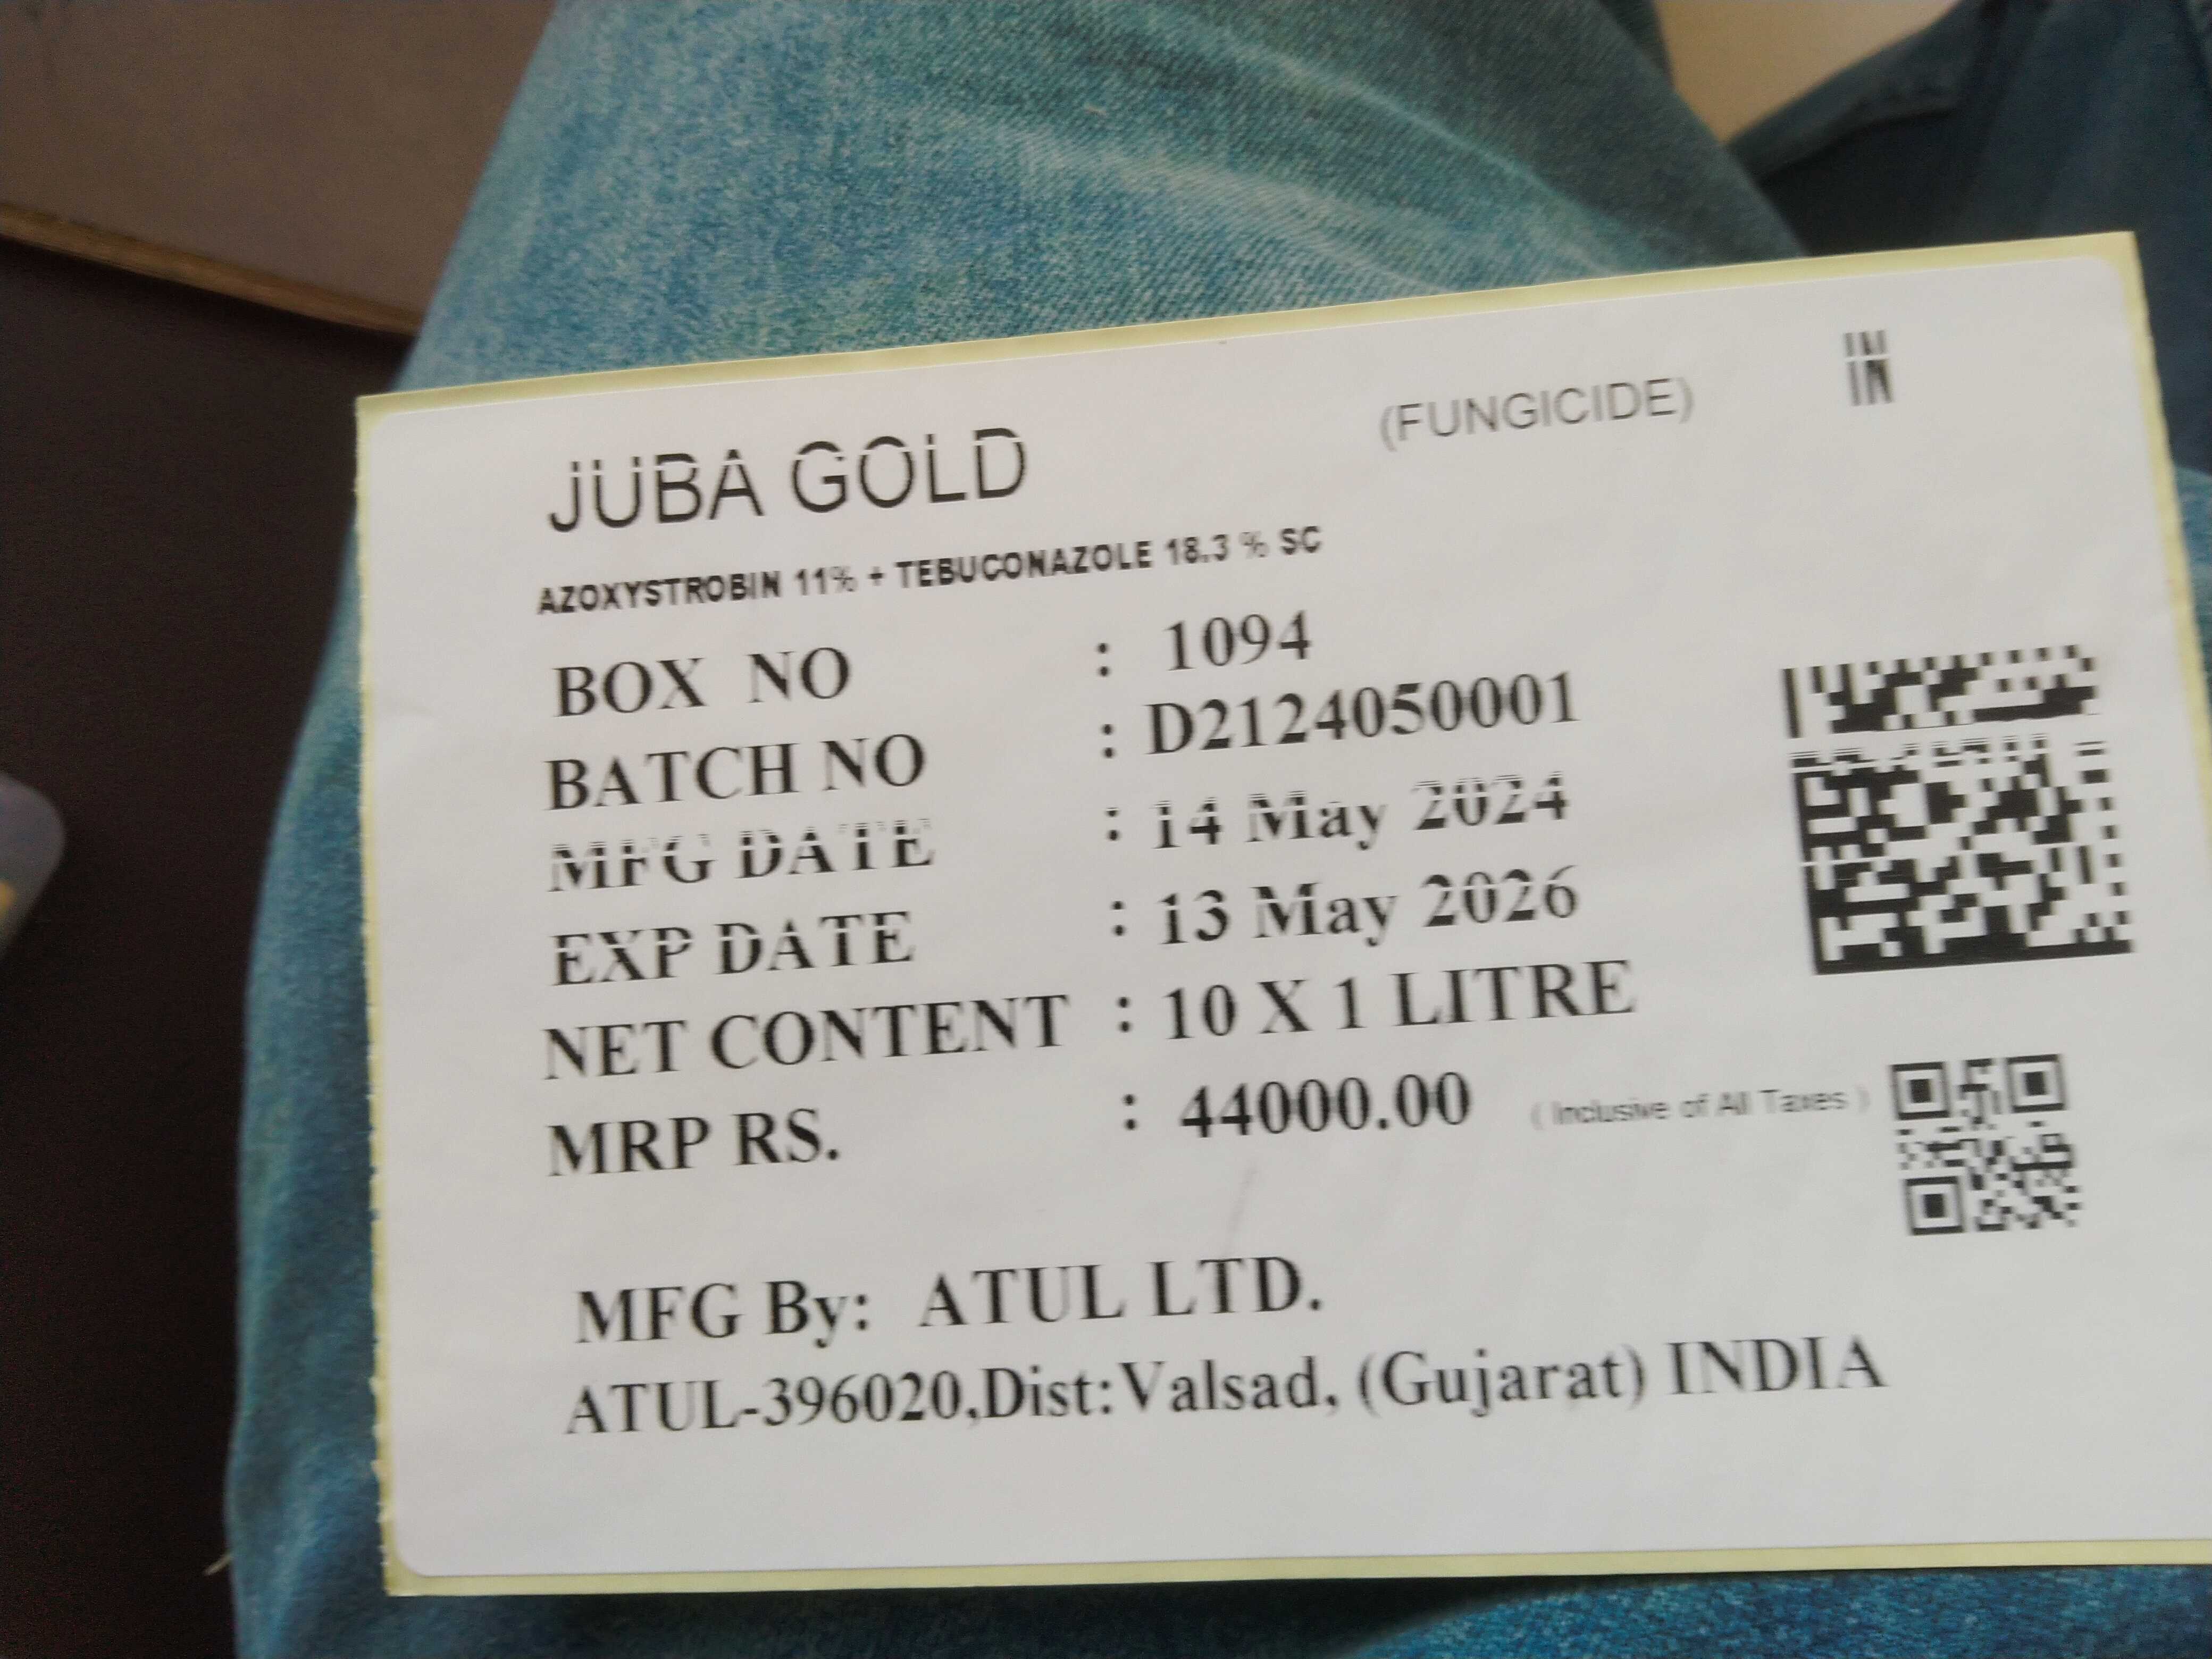 JUBA GOLD (FUNGICIDE) IN
AZOXYSTROBIN 11% + TEBUCONAZOLE 18.3 % SC
BOX NO : 1094
BATCH NO : D2124050001
MFG DATE : 14 May 2024
EXP DATE : 13 May 2026
NET CONTENT : 10 X 1 LITRE
MRP RS. : 44000.00 ( Inclusive of All Taxes )
MFG By: ATUL LTD.
ATUL-396020,Dist:Valsad, (Gujarat) INDIA